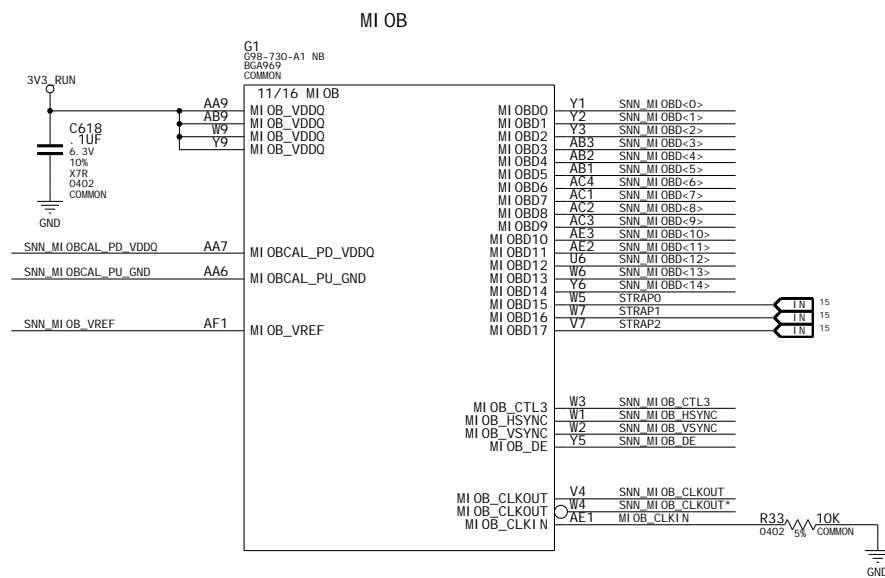 MIOB
G1
G98-730-A1 NB
BGA969
COMMON
3V3_RUN
11/16 MIOB
AA9 MIOB_VDDQ
AB9 MIOB_VDDQ
W9 MIOB_VDDQ
Y9 MIOB_VDDQ
C618
.1UF
6.3V
10%
X7R
0402
COMMON
GND
SNN_MIOBCAL_PD_VDDQ AA7 MIOBCAL_PD_VDDQ
SNN_MIOBCAL_PU_GND AA6 MIOBCAL_PU_GND
SNN_MIOB_VREF AF1 MIOB_VREF
MIOBD0 Y1 SNN_MIOBD<0>
MIOBD1 Y2 SNN_MIOBD<1>
MIOBD2 Y3 SNN_MIOBD<2>
MIOBD3 AB3 SNN_MIOBD<3>
MIOBD4 AB2 SNN_MIOBD<4>
MIOBD5 AB1 SNN_MIOBD<5>
MIOBD6 AC4 SNN_MIOBD<6>
MIOBD7 AC1 SNN_MIOBD<7>
MIOBD8 AC2 SNN_MIOBD<8>
MIOBD9 AC3 SNN_MIOBD<9>
MIOBD10 AE3 SNN_MIOBD<10>
MIOBD11 AE2 SNN_MIOBD<11>
MIOBD12 U6 SNN_MIOBD<12>
MIOBD13 W6 SNN_MIOBD<13>
MIOBD14 Y6 SNN_MIOBD<14>
MIOBD15 W5 STRAP0 IN 15
MIOBD16 W7 STRAP1 IN 15
MIOBD17 V7 STRAP2 IN 15
MIOB_CTL3 W3 SNN_MIOB_CTL3
MIOB_HSYNC W1 SNN_MIOB_HSYNC
MIOB_VSYNC W2 SNN_MIOB_VSYNC
MIOB_DE Y5 SNN_MIOB_DE
MIOB_CLKOUT V4 SNN_MIOB_CLKOUT
MIOB_CLKOUT W4 SNN_MIOB_CLKOUT*
MIOB_CLKIN AE1 MIOB_CLKIN
R33 10K
0402 5% COMMON
GND